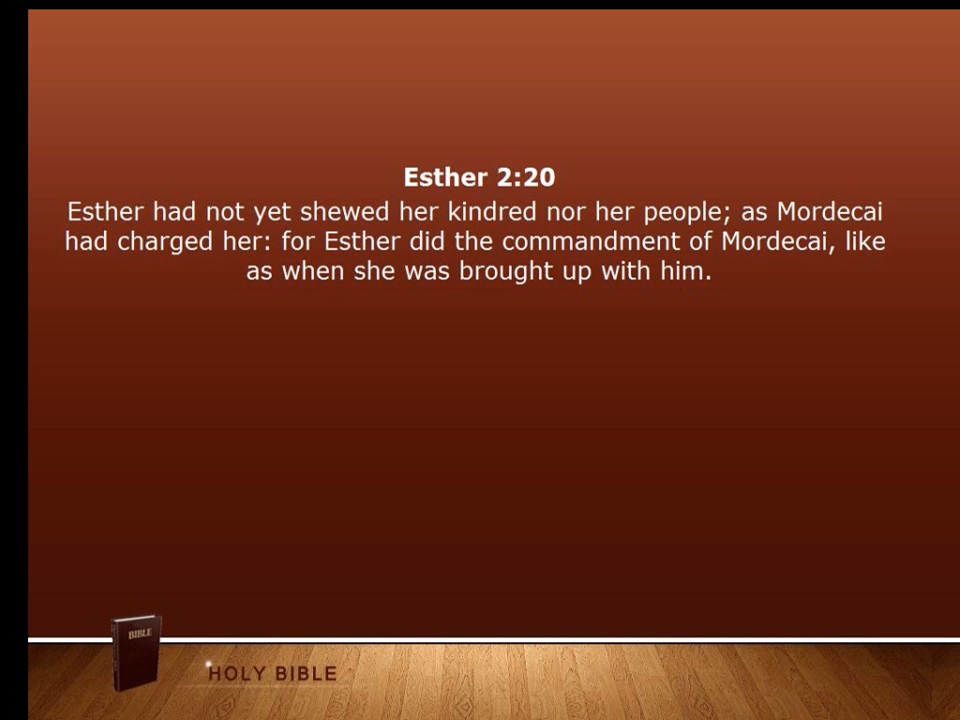 Esther 2:20
Esther had not yet shewed her kindred nor her people; as Mordecai
had charged her: for Esther did the commandment of Mordecai, like
as when she was brought up with him.
BIBLE
HOLY BIBLE